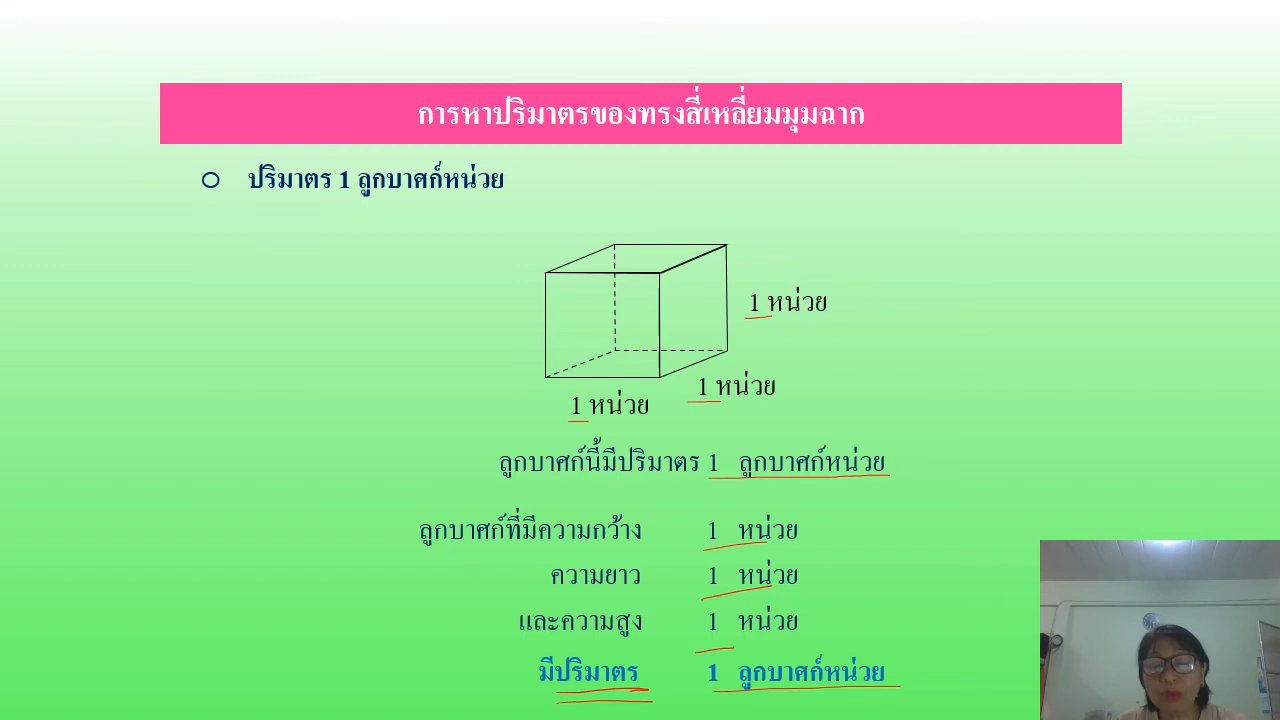 การหาปริมาตรของทรงสี่เหลี่ยมมุมฉาก
ปริมาตร 1 ลูกบาศก์หน่วย
1 หน่วย
1 หน่วย
1 หน่วย
ลูกบาศก์นี้มีปริมาตร 1 ลูกบาศก์หน่วย
ลูกบาศก์ที่มีความกว้าง 1 หน่วย
ความยาว 1 หน่วย
และความสูง 1 หน่วย
มีปริมาตร 1 ลูกบาศก์หน่วย